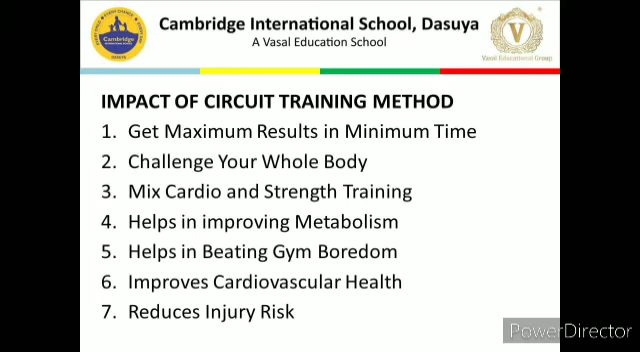 Cambridge International School, Dasuya
A Vasal Education School
Cambridge
V
Vasal Educational Group
IMPACT OF CIRCUIT TRAINING METHOD
1. Get Maximum Results in Minimum Time
2. Challenge Your Whole Body
3. Mix Cardio and Strength Training
4. Helps in improving Metabolism
5. Helps in Beating Gym Boredom
6. Improves Cardiovascular Health
7. Reduces Injury Risk
PowerDirector